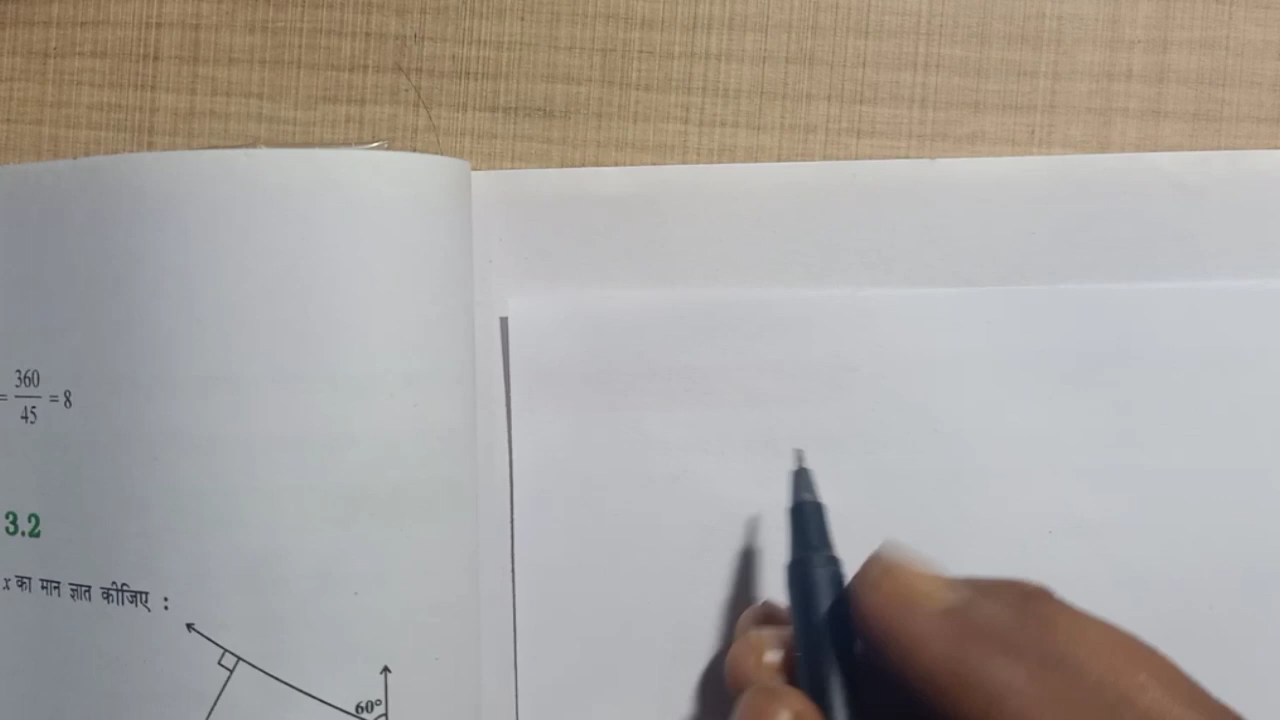 = 360/45 = 8
3.2
x का मान ज्ञात कीजिए :
60°